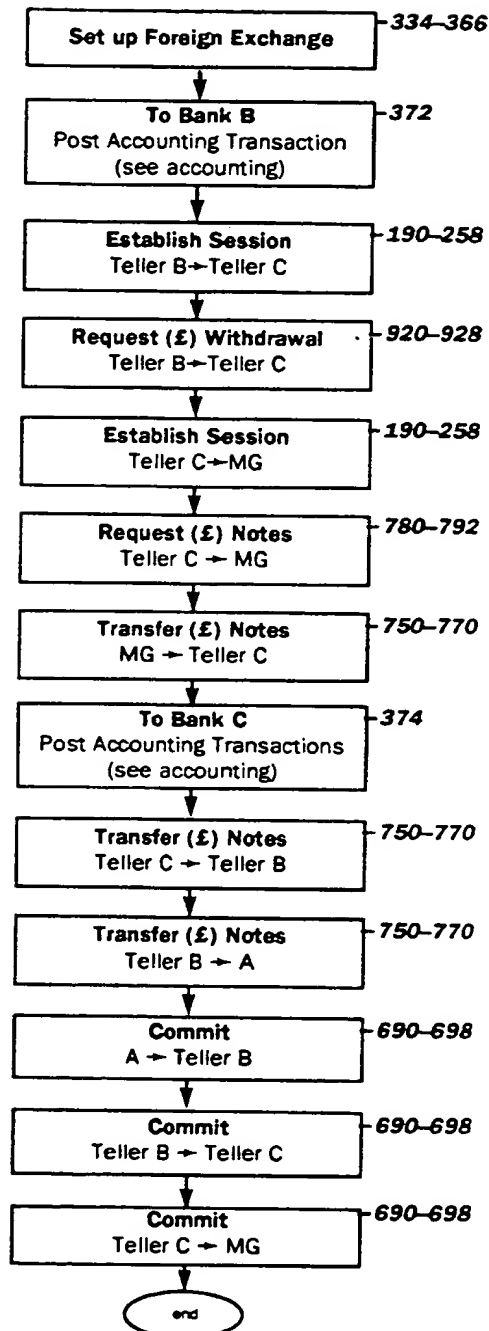 Set up Foreign Exchange
334–366
To Bank B
372
Post Accounting Transaction
(see accounting)
Establish Session
190–258
Teller B→Teller C
Request (£) Withdrawal
920–928
Teller B→Teller C
Establish Session
190–258
Teller C→MG
Request (£) Notes
780–792
Teller C → MG
Transfer (£) Notes
750–770
MG → Teller C
To Bank C
374
Post Accounting Transactions
(see accounting)
Transfer (£) Notes
750–770
Teller C → Teller B
Transfer (£) Notes
750–770
Teller B → A
Commit
690–698
A → Teller B
Commit
690–698
Teller B → Teller C
Commit
690–698
Teller C → MG
end